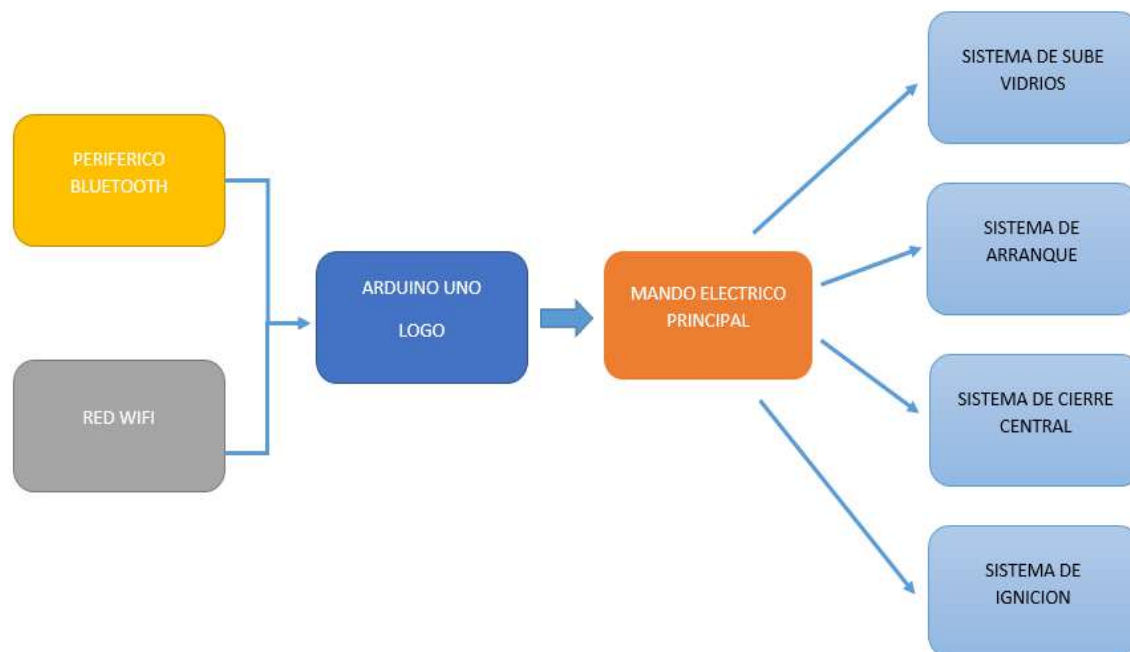 PERIFERICO
BLUETOOTH
RED WIFI
ARDUINO UNO
LOGO
MANDO ELECTRICO
PRINCIPAL
SISTEMA DE SUBE
VIDRIOS
SISTEMA DE
ARRANQUE
SISTEMA DE CIERRE
CENTRAL
SISTEMA DE
IGNICION